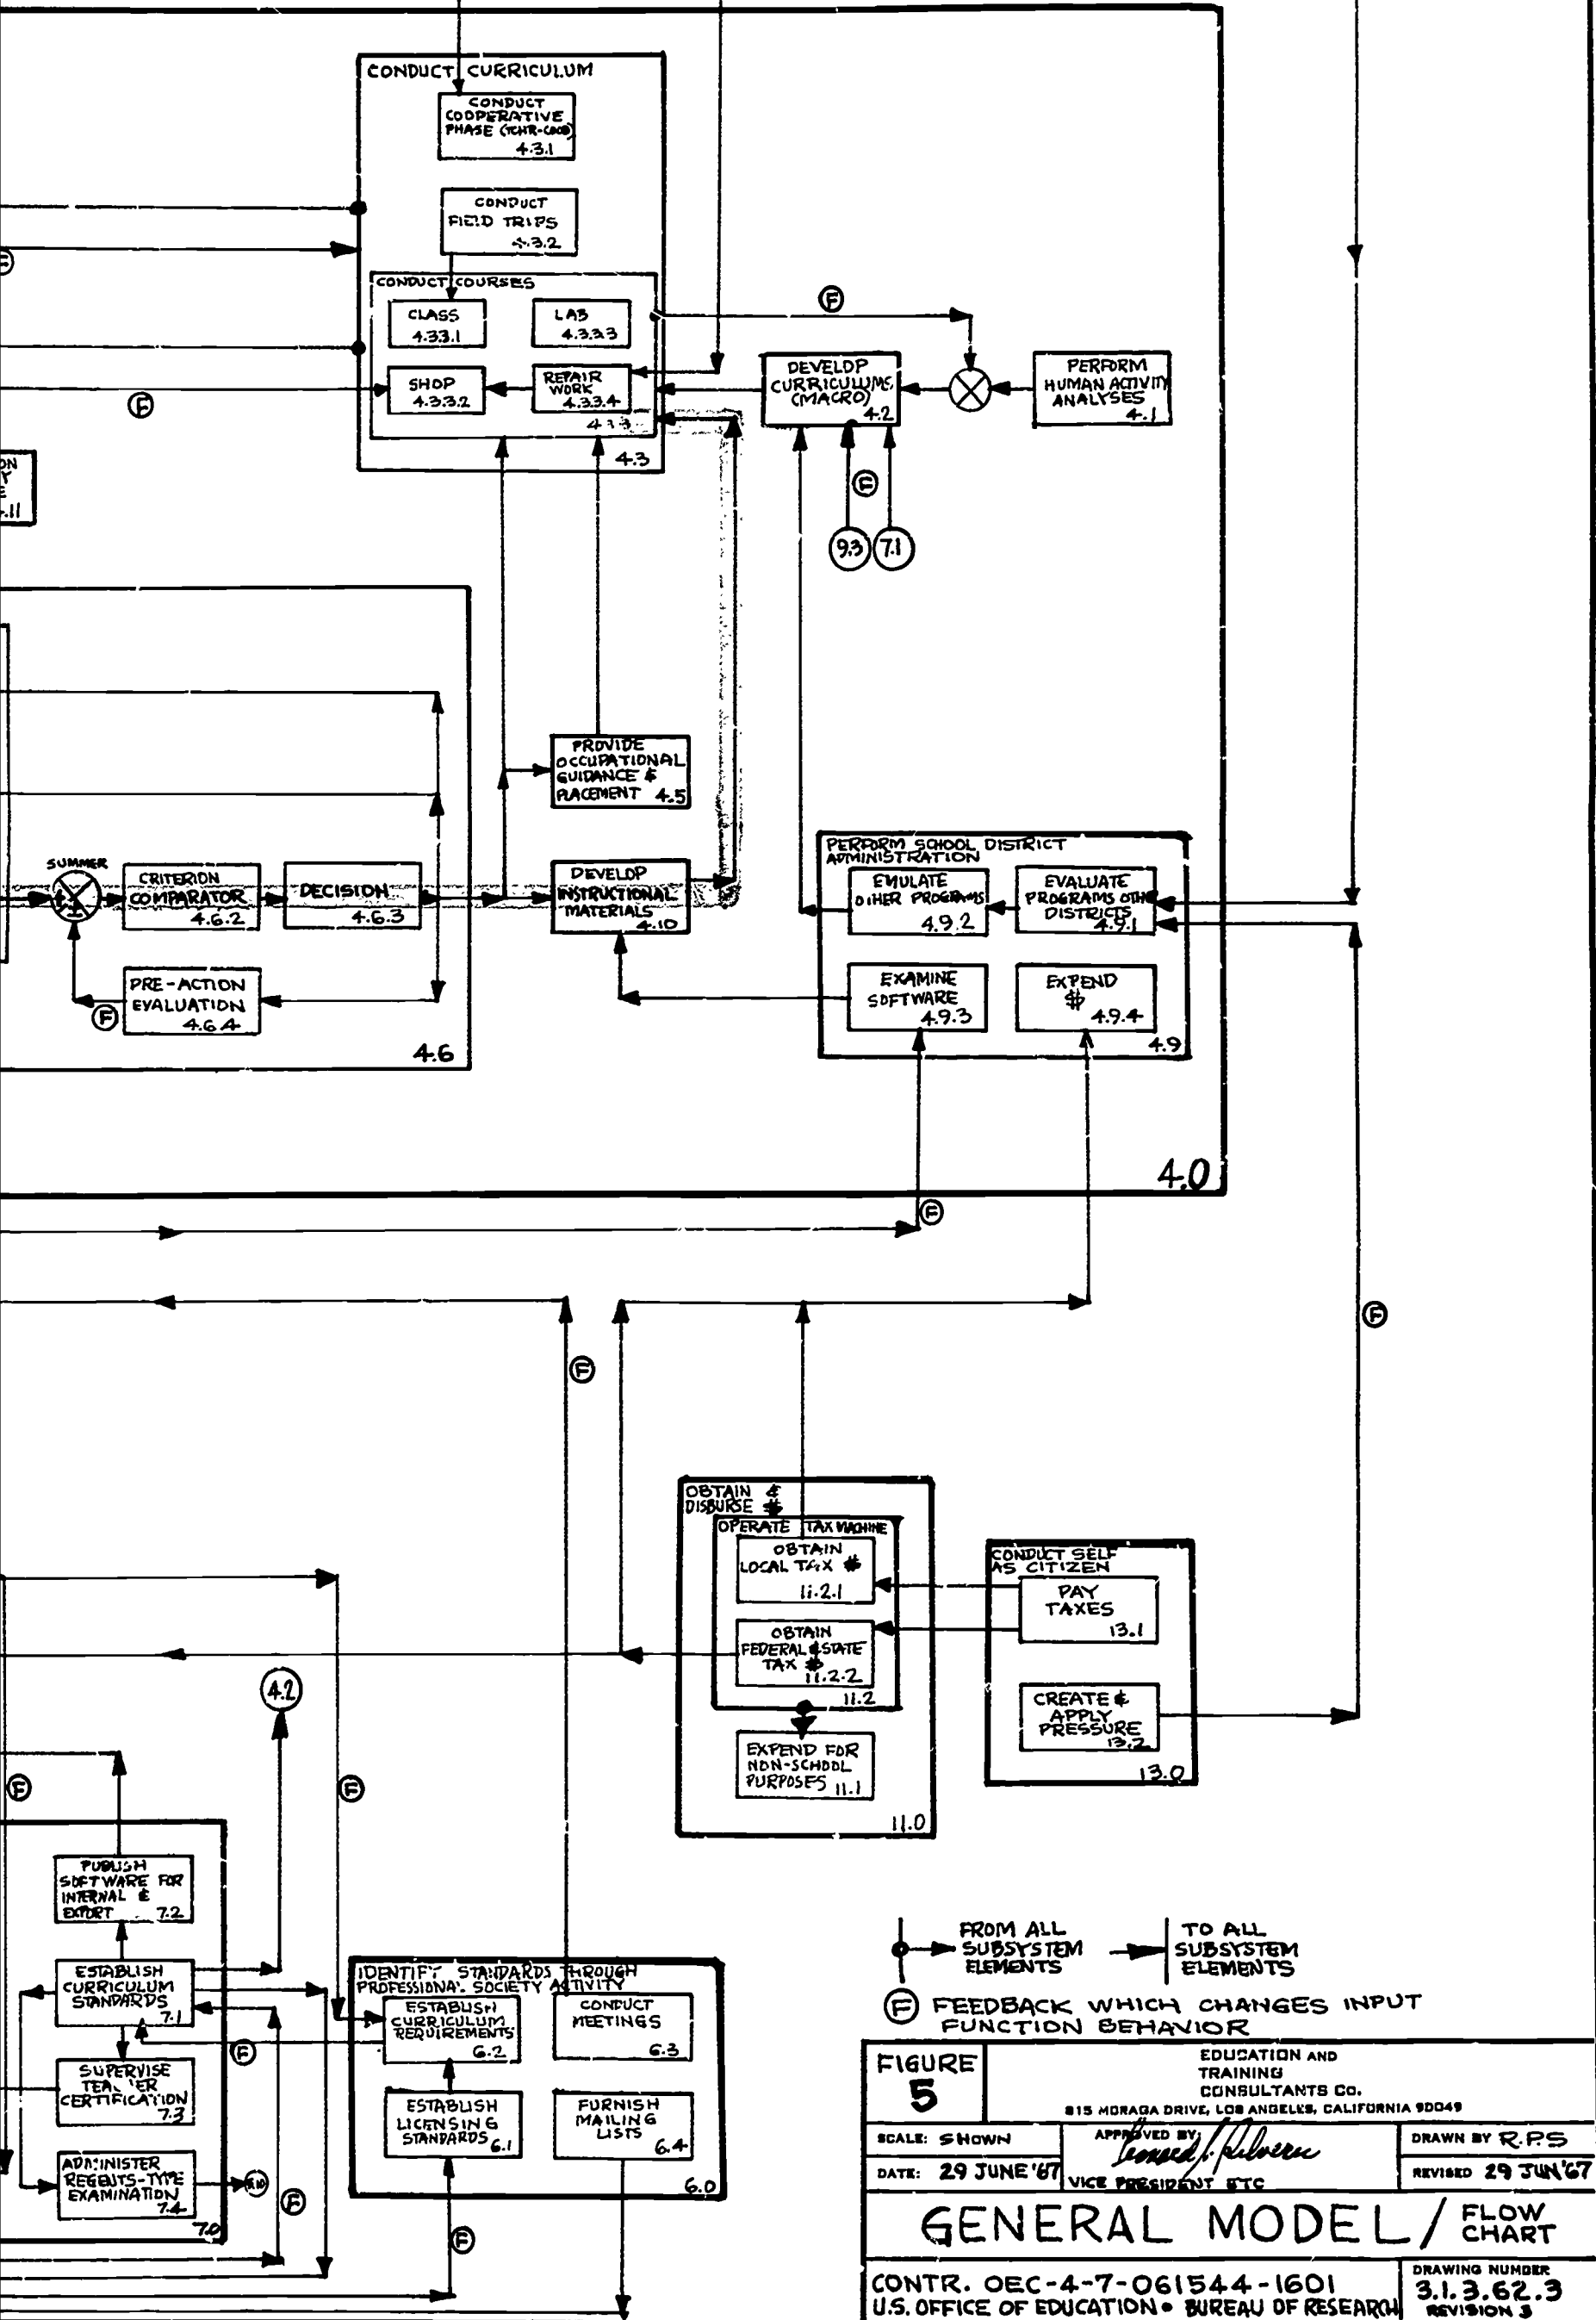 CONDUCT CURRICULUM
CONDUCT
COOPERATIVE
PHASE (TCHR-COOD)
4.3.1
CONDUCT
FIELD TRIPS
4.3.2
CONDUCT COURSES
CLASS
4.3.3.1
LAB
4.3.3.3
SHOP
4.3.3.2
REPAIR
WORK
4.3.3.4
4.3.3
4.3
F
F
F
DEVELOP
CURRICULUMS
(MACRO)
4.2
PERFORM
HUMAN ACTIVITY
ANALYSES
4.1
F
9.3
7.1
ON
Y
E
4.11
PROVIDE
OCCUPATIONAL
GUIDANCE &
PLACEMENT 4.5
SUMMER
CRITERION
COMPARATOR
4.6.2
DECISION
4.6.3
DEVELOP
INSTRUCTIONAL
MATERIALS
4.10
PRE-ACTION
EVALUATION
4.6.4
F
4.6
PERFORM SCHOOL DISTRICT
ADMINISTRATION
EMULATE
OTHER PROGRAMS
4.9.2
EVALUATE
PROGRAMS OTHER
DISTRICTS
4.9.1
EXAMINE
SOFTWARE
4.9.3
EXPEND
$
4.9.4
4.9
4.0
F
F
F
OBTAIN &
DISBURSE $
OPERATE TAX MACHINE
OBTAIN
LOCAL TAX $
11.2.1
OBTAIN
FEDERAL & STATE
TAX $
11.2.2
11.2
EXPEND FOR
NON-SCHOOL
PURPOSES 11.1
11.0
CONDUCT SELF
AS CITIZEN
PAY
TAXES
13.1
CREATE &
APPLY
PRESSURE
13.2
13.0
4.2
F
F
PUBLISH
SOFTWARE FOR
INTERNAL &
EXPORT 7.2
ESTABLISH
CURRICULUM
STANDARDS
7.1
SUPERVISE
TEACHER
CERTIFICATION
7.3
ADMINISTER
REGENTS-TYPE
EXAMINATION
7.4
7.0
F
F
F
IDENTIFY STANDARDS THROUGH
PROFESSIONAL SOCIETY ACTIVITY
ESTABLISH
CURRICULUM
REQUIREMENTS
6.2
CONDUCT
MEETINGS
6.3
ESTABLISH
LICENSING
STANDARDS 6.1
FURNISH
MAILING
LISTS
6.4
6.0
FROM ALL
SUBSYSTEM
ELEMENTS
TO ALL
SUBSYSTEM
ELEMENTS
F FEEDBACK WHICH CHANGES INPUT
FUNCTION BEHAVIOR
FIGURE
5
EDUCATION AND
TRAINING
CONSULTANTS CO.
815 MORAGA DRIVE, LOS ANGELES, CALIFORNIA 90049
SCALE: SHOWN
APPROVED BY:
VICE PRESIDENT ETC
DRAWN BY R.P.S
DATE: 29 JUNE '67
REVISED 29 JUN '67
GENERAL MODEL / FLOW
CHART
CONTR. OEC-4-7-061544-1601
U.S. OFFICE OF EDUCATION • BUREAU OF RESEARCH
DRAWING NUMBER
3.1.3.62.3
REVISION 3